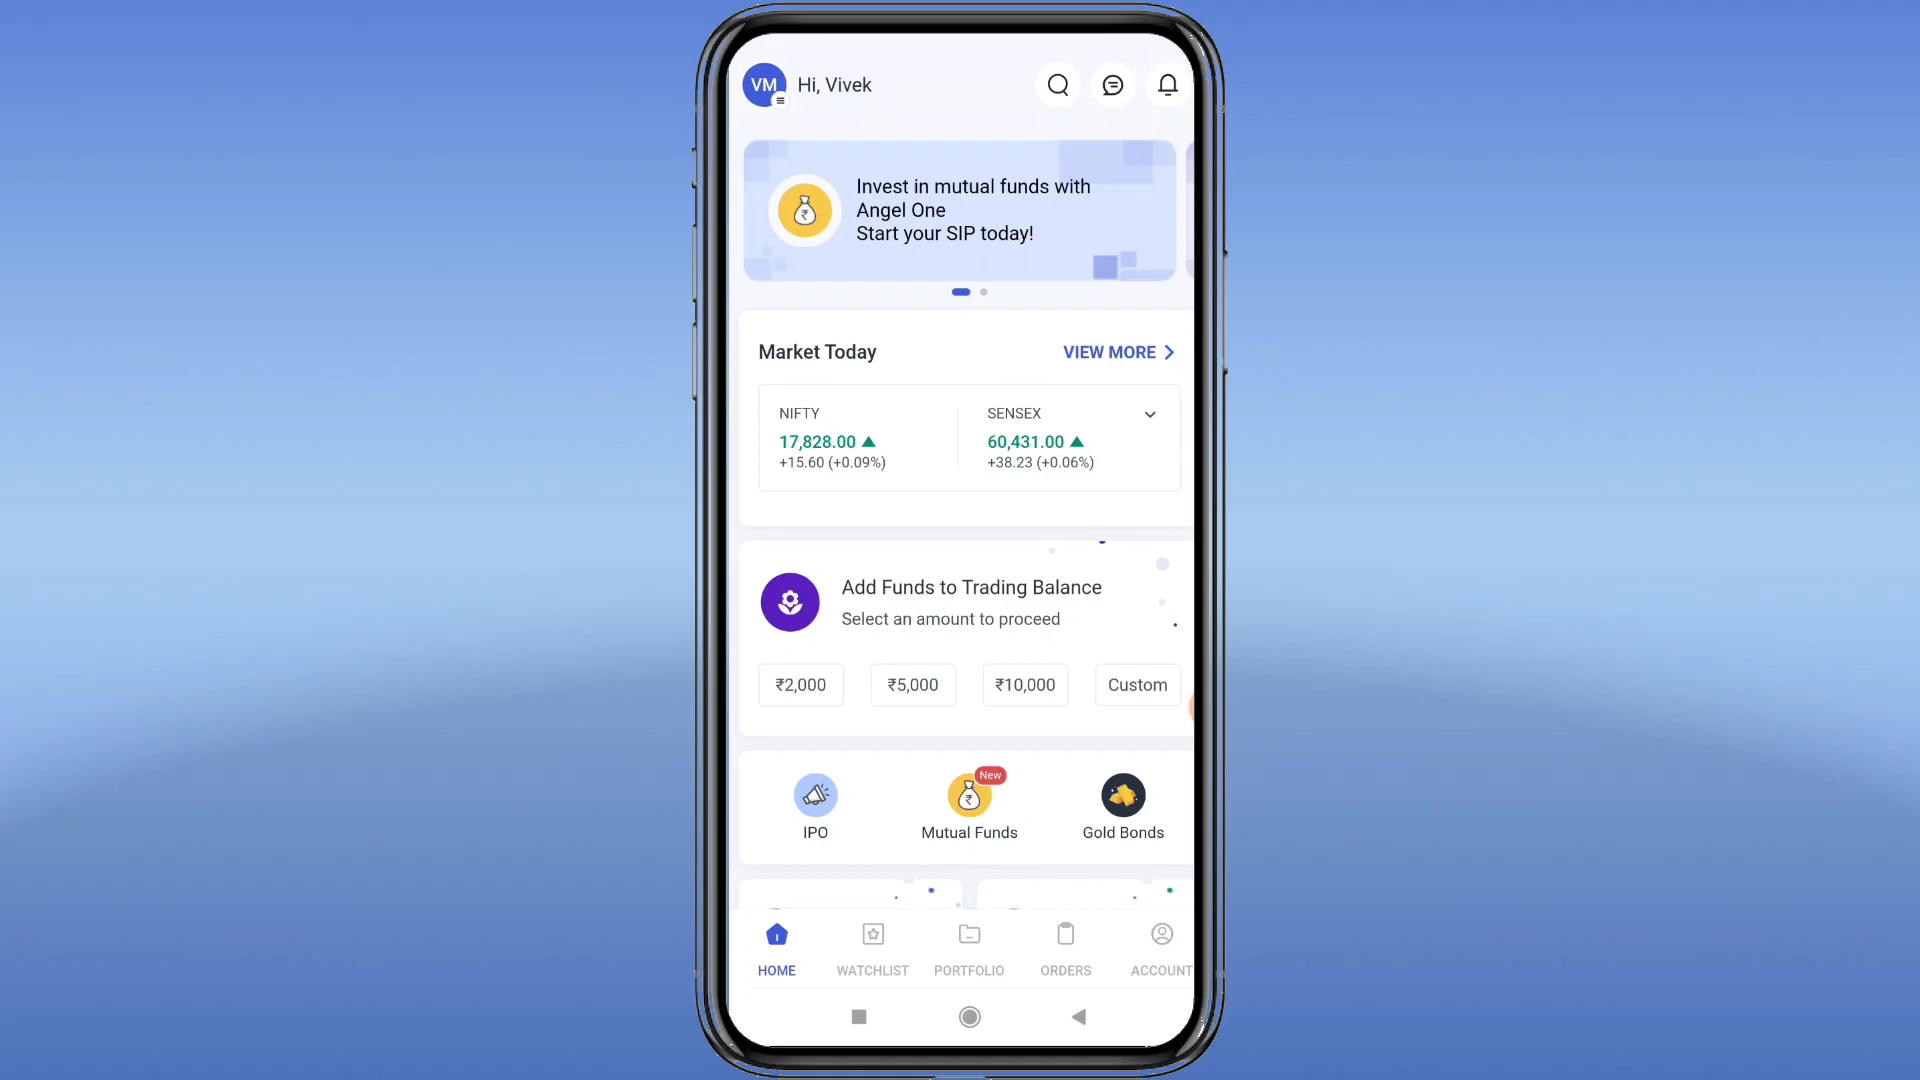 VM
Hi, Vivek
Invest in mutual funds with
Angel One
Start your SIP today!
Market Today
VIEW MORE
NIFTY
17,828.00
+15.60 (+0.09%)
SENSEX
60,431.00
+38.23 (+0.06%)
Add Funds to Trading Balance
Select an amount to proceed
₹2,000
₹5,000
₹10,000
Custom
IPO
New
₹
Mutual Funds
Gold Bonds
HOME
WATCHLIST
PORTFOLIO
ORDERS
ACCOUNT